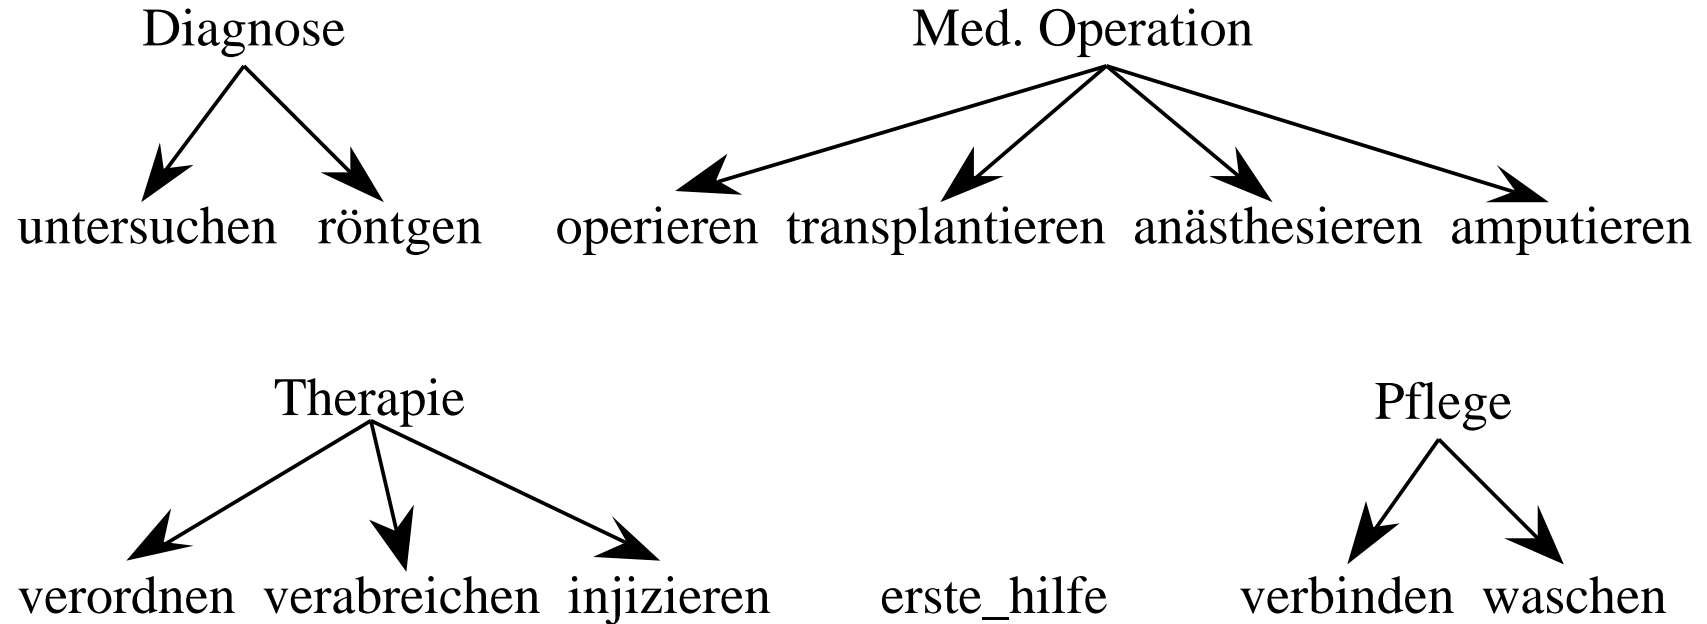 Diagnose Med. Operation
untersuchen röntgen operieren transplantieren anästhesieren amputieren
Therapie Pflege
verordnen verabreichen injizieren erste_hilfe verbinden waschen